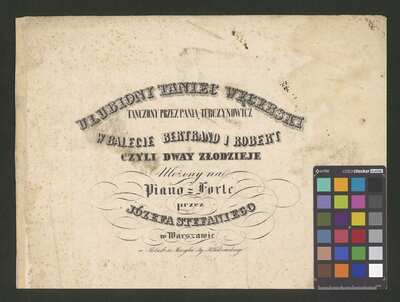 ULUBIONY TANIEC WĘGIERSKI
TAŃCZONY PRZEZ PANIĄ TURCZYNOWICZ
W BALECIE BERTRAND I ROBERT
CZYLI DWAY ZŁODZIEJE
Ułożony na
Piano=Forte
przez
JÓZEFA STEFANIEGO
w Warszawie